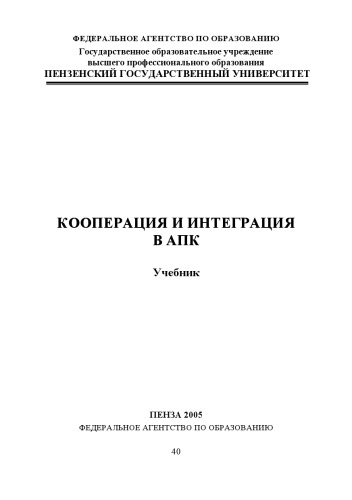 ФЕДЕРАЛЬНОЕ АГЕНТСТВО ПО ОБРАЗОВАНИЮ
Государственное образовательное учреждение
высшего профессионального образования
ПЕНЗЕНСКИЙ ГОСУДАРСТВЕННЫЙ УНИВЕРСИТЕТ
КООПЕРАЦИЯ И ИНТЕГРАЦИЯ
В АПК
Учебник
ПЕНЗА 2005
ФЕДЕРАЛЬНОЕ АГЕНТСТВО ПО ОБРАЗОВАНИЮ
40